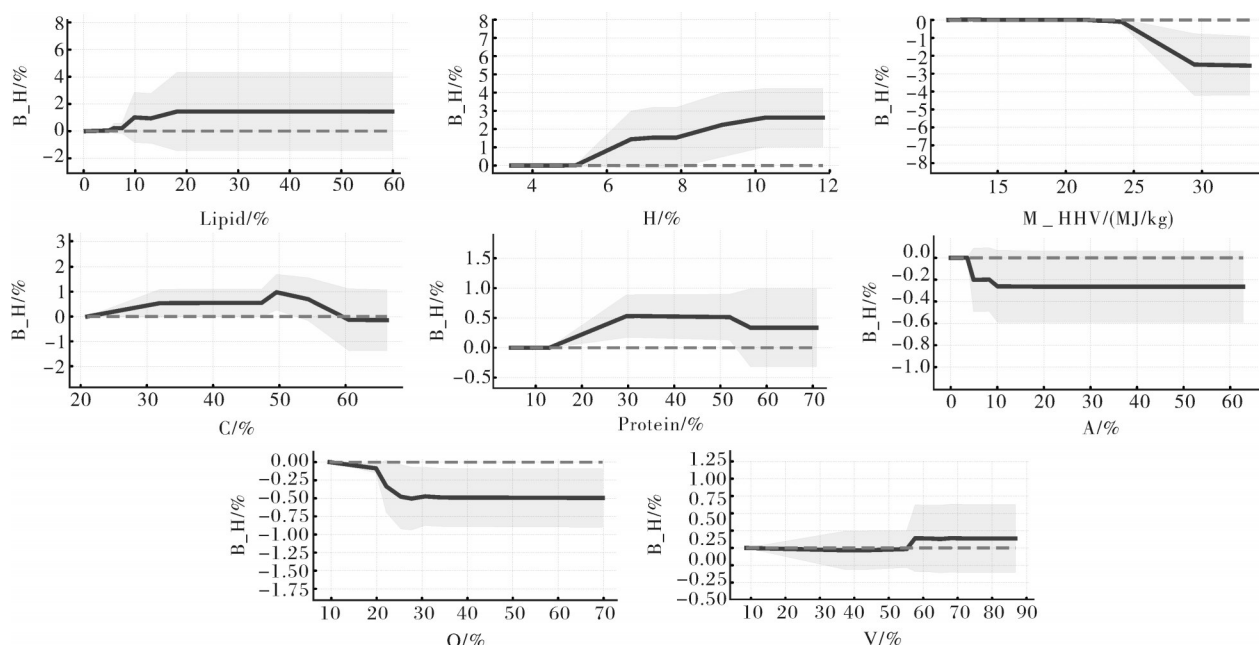 8
6
4
2
0
−2
B_H/%
0 10 20 30 40 50 60
Lipid/%
8
7
6
5
4
3
2
1
0
B_H/%
4 6 8 10 12
H/%
0
−1
−2
−3
−4
−5
−6
−7
−8
B_H/%
15 20 25 30
M_HHV/(MJ/kg)
3
2
1
0
−1
−2
B_H/%
20 30 40 50 60
C/%
1.5
1.0
0.5
0.0
−0.5
B_H/%
10 20 30 40 50 60 70
Protein/%
0.0
−0.2
−0.4
−0.6
−0.8
−1.0
B_H/%
0 10 20 30 40 50 60
A/%
0.00
−0.25
−0.50
−0.75
−1.00
−1.25
−1.50
−1.75
B_H/%
10 20 30 40 50 60 70
O/%
1.25
1.00
0.75
0.50
0.25
0.00
−0.25
−0.50
B_H/%
10 20 30 40 50 60 70 80 90
V/%